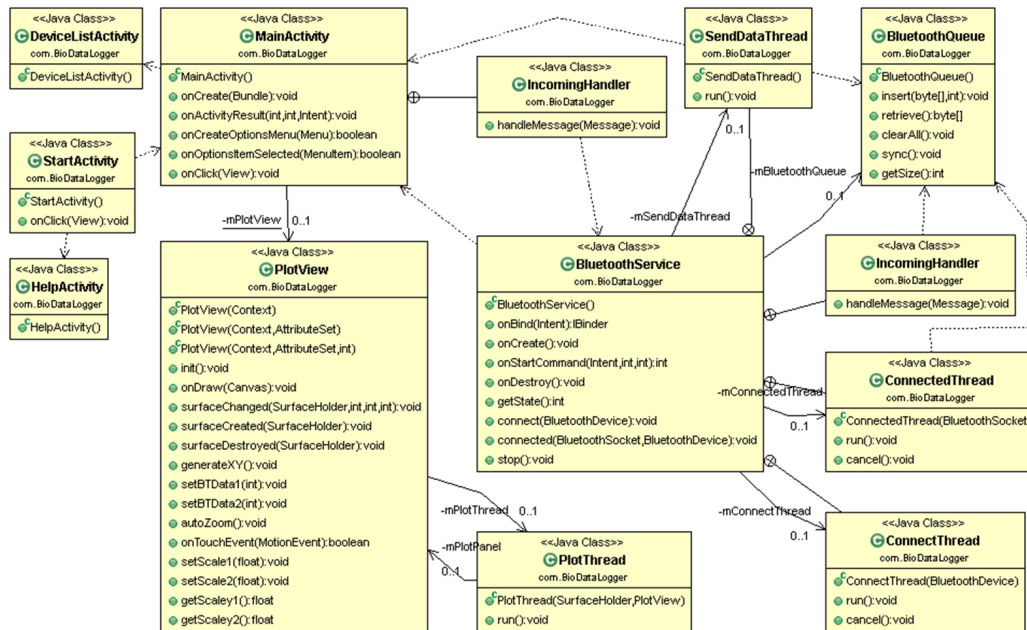 <<Java Class>>
DeviceListActivity
com.BioDataLogger
DeviceListActivity()
<<Java Class>>
MainActivity
com.BioDataLogger
MainActivity()
onCreate(Bundle):void
onActivityResult(int,int,Intent):void
onCreateOptionsMenu(Menu):boolean
onOptionsItemSelected(MenuItem):boolean
onClick(View):void
<<Java Class>>
IncomingHandler
com.BioDataLogger
handleMessage(Message):void
<<Java Class>>
SendDataThread
com.BioDataLogger
SendDataThread()
run():void
<<Java Class>>
BluetoothQueue
com.BioDataLogger
BluetoothQueue()
insert(byte[],int):void
retrieve():byte[]
clearAll():void
sync():void
getSize():int
<<Java Class>>
StartActivity
com.BioDataLogger
StartActivity()
onClick(View):void
<<Java Class>>
HelpActivity
com.BioDataLogger
HelpActivity()
-mPlotView
0..1
0..1
-mBluetoothQueue
0..1
-mSendDataThread
<<Java Class>>
PlotView
com.BioDataLogger
PlotView(Context)
PlotView(Context,AttributeSet)
PlotView(Context,AttributeSet,int)
init():void
onDraw(Canvas):void
surfaceChanged(SurfaceHolder,int,int,int):void
surfaceCreated(SurfaceHolder):void
surfaceDestroyed(SurfaceHolder):void
generateXY():void
setBTData1(int):void
setBTData2(int):void
autoZoom():void
onTouchEvent(MotionEvent):boolean
setScale1(float):void
setScale2(float):void
getScaley1():float
getScaley2():float
<<Java Class>>
BluetoothService
com.BioDataLogger
BluetoothService()
onBind(Intent):IBinder
onCreate():void
onStartCommand(Intent,int,int):int
onDestroy():void
getState():int
connect(BluetoothDevice):void
connected(BluetoothSocket,BluetoothDevice):void
stop():void
<<Java Class>>
IncomingHandler
com.BioDataLogger
handleMessage(Message):void
-mConnectedThread
0..1
<<Java Class>>
ConnectedThread
com.BioDataLogger
ConnectedThread(BluetoothSocket
run():void
cancel():void
-mConnectThread
0..1
<<Java Class>>
ConnectThread
com.BioDataLogger
ConnectThread(BluetoothDevice)
run():void
cancel():void
-mPlotThread
0..1
-mPlotPanel
0..1
<<Java Class>>
PlotThread
com.BioDataLogger
PlotThread(SurfaceHolder,PlotView)
run():void